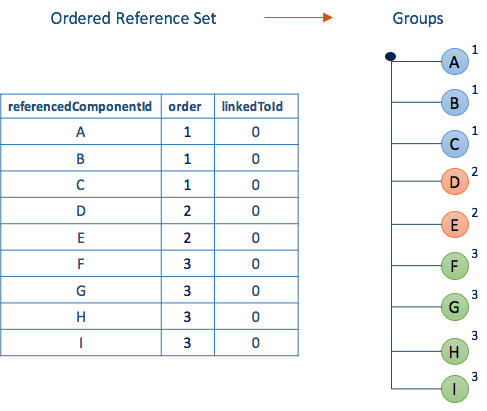 Ordered Reference Set Groups
referencedComponentId order linkedToId
A 1 0
B 1 0
C 1 0
D 2 0
E 2 0
F 3 0
G 3 0
H 3 0
I 3 0
A 1
B 1
C 1
D 2
E 2
F 3
G 3
H 3
I 3